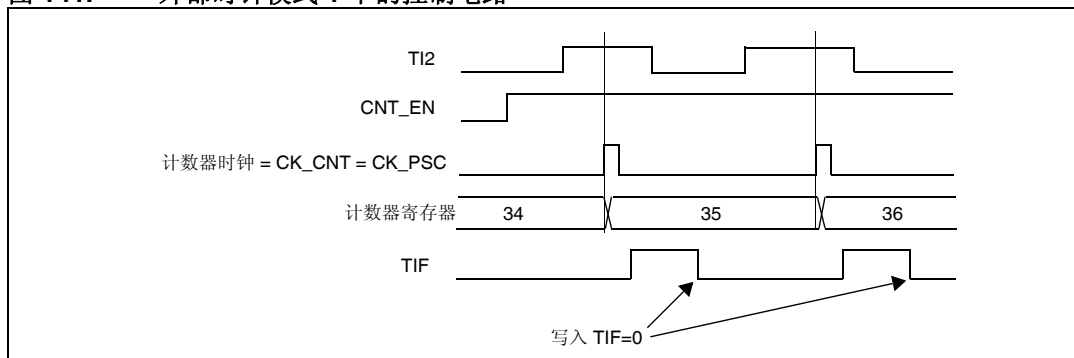 TI2
CNT_EN
计数器时钟 = CK_CNT = CK_PSC
计数器寄存器 34 35 36
TIF
写入 TIF=0